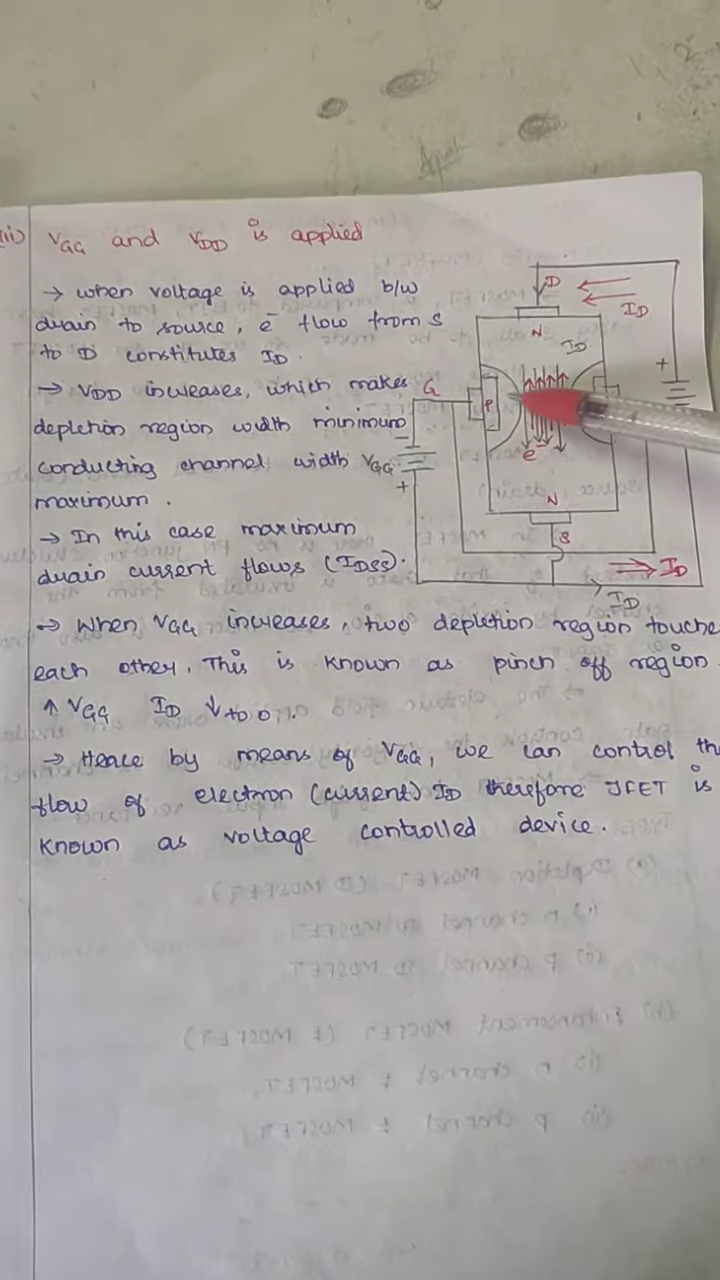 (ii) VGG and VDD is applied
→ when voltage is applied b/w
drain to source, e⁻ flow from S
to D constitutes ID.
→ VDD increases, which makes
depletion region width minimum
conducting channel width
maximum.
→ In this case maximum
drain current flows (IDSS).
D
ID
N
ID
+
G
P
VGG
+
e⁻
N
S
ID
ID
→ When VGG increases, two depletion region touche
each other. This is known as pinch off region.
↑ VGG ID ↓ to 0.
→ Hence by means of VGG, we can control the
flow of electron (current) ID therefore JFET is
known as voltage controlled device.